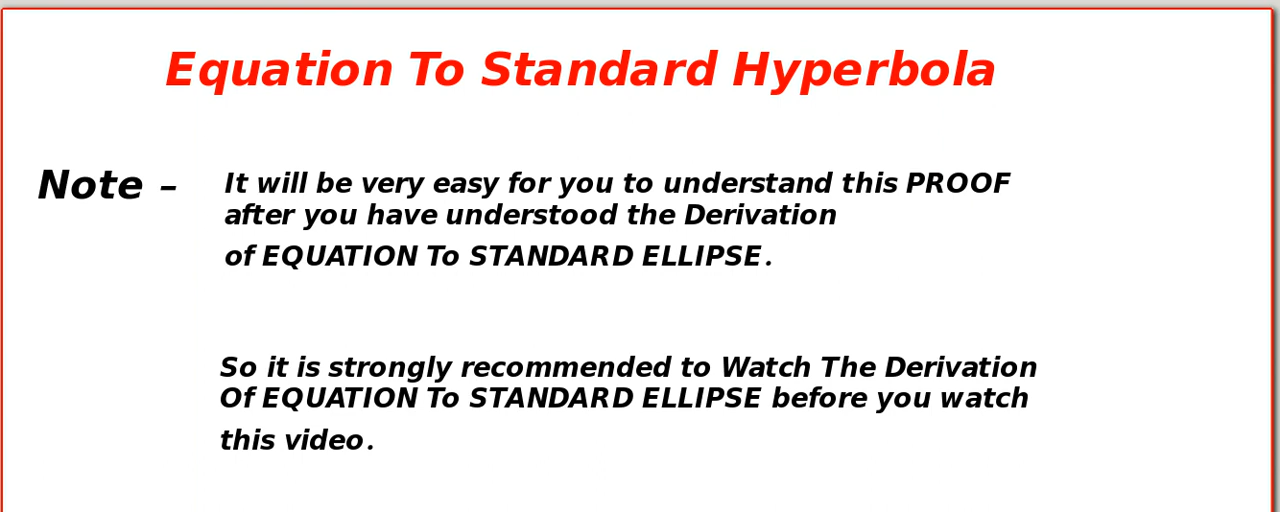 Equation To Standard Hyperbola
Note – It will be very easy for you to understand this PROOF
after you have understood the Derivation
of EQUATION To STANDARD ELLIPSE.
So it is strongly recommended to Watch The Derivation
Of EQUATION To STANDARD ELLIPSE before you watch
this video.